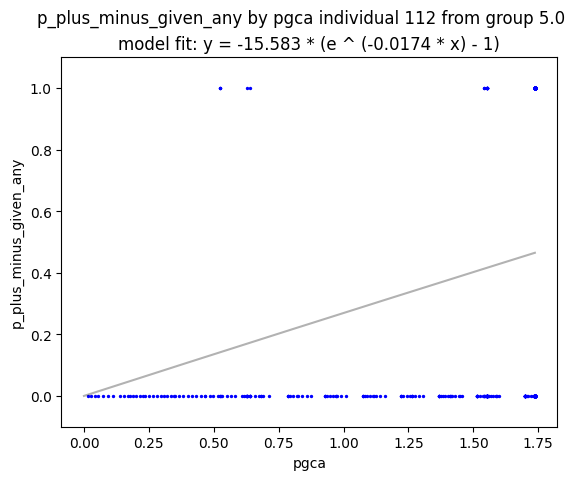 p_plus_minus_given_any by pgca individual 112 from group 5.0
model fit: y = -15.583 * (e ^ (-0.0174 * x) - 1)
1.0
0.8
0.6
0.4
0.2
0.0
p_plus_minus_given_any
0.00 0.25 0.50 0.75 1.00 1.25 1.50 1.75
pgca